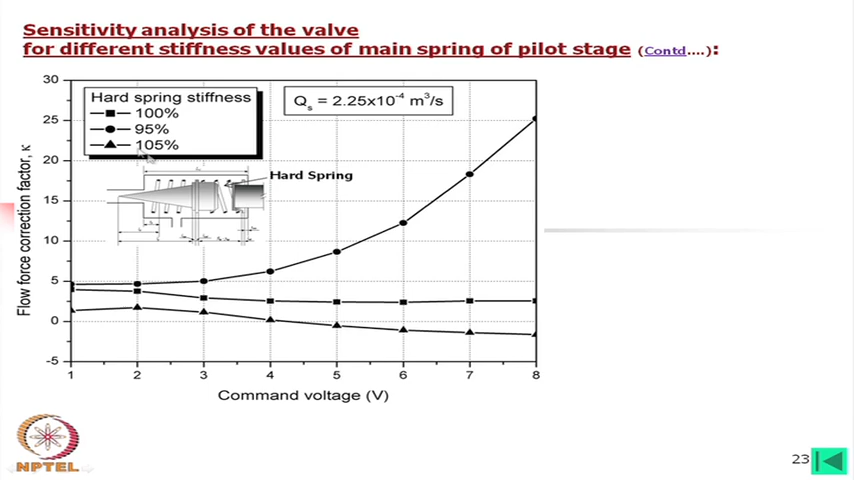 Sensitivity analysis of the valve
for different stiffness values of main spring of pilot stage (Contd....):
30
25
20
15
10
5
0
-5
Flow force correction factor, κ
Hard spring stiffness
100%
95%
105%
Qs = 2.25x10-4 m3/s
Hard Spring
1 2 3 4 5 6 7 8
Command voltage (V)
NPTEL
23